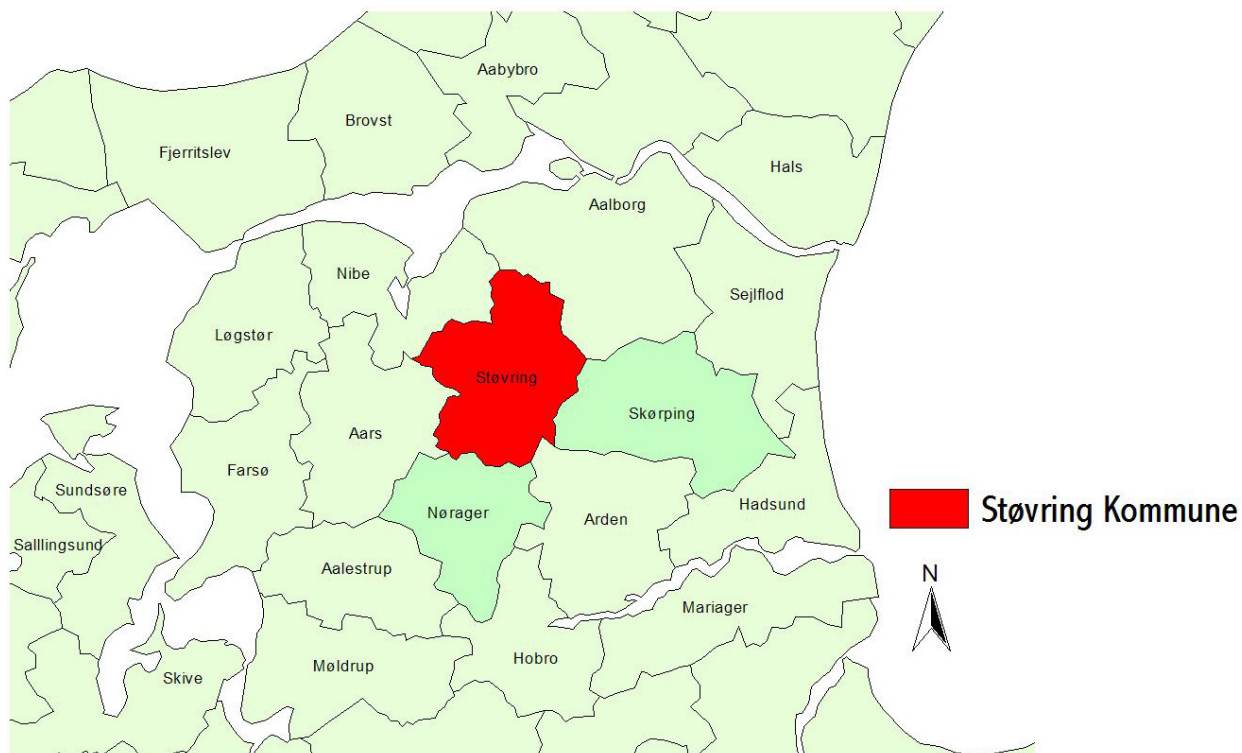 Aabybro
Brovst
Fjerritslev
Hals
Aalborg
Nibe
Sejlflod
Løgstør
Støvring
Skørping
Aars
Farsø
Sundsøre
Hadsund
Nørager
Arden
Støvring Kommune
Salllingsund
Aalestrup
N
Mariager
Hobro
Møldrup
Skive